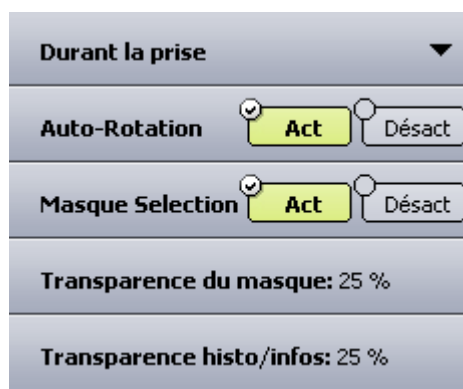 Durant la prise
Auto-Rotation Act Désact
Masque Selection Act Désact
Transparence du masque: 25 %
Transparence histo/infos: 25 %